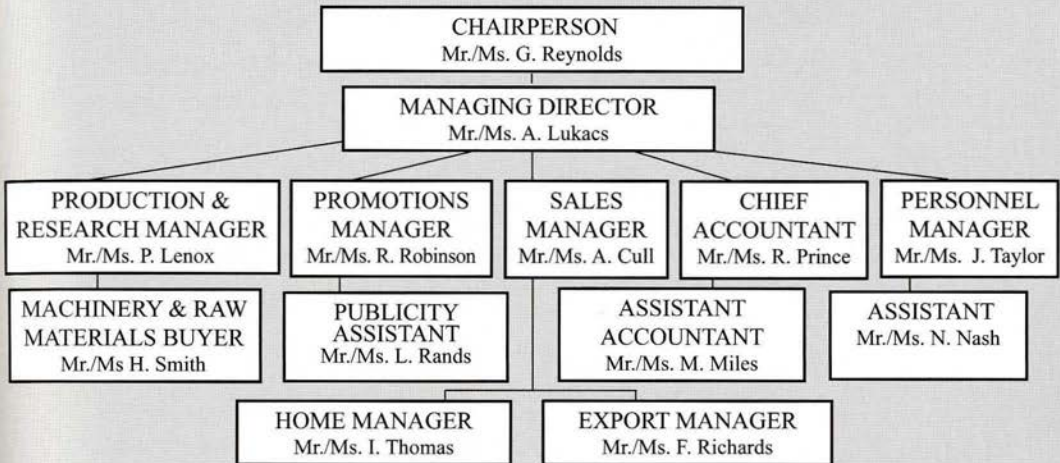 CHAIRPERSON
Mr./Ms. G. Reynolds
MANAGING DIRECTOR
Mr./Ms. A. Lukacs
PRODUCTION &
RESEARCH MANAGER
Mr./Ms. P. Lenox
PROMOTIONS
MANAGER
Mr./Ms. R. Robinson
SALES
MANAGER
Mr./Ms. A. Cull
CHIEF
ACCOUNTANT
Mr./Ms. R. Prince
PERSONNEL
MANAGER
Mr./Ms. J. Taylor
MACHINERY & RAW
MATERIALS BUYER
Mr./Ms H. Smith
PUBLICITY
ASSISTANT
Mr./Ms. L. Rands
ASSISTANT
ACCOUNTANT
Mr./Ms. M. Miles
ASSISTANT
Mr./Ms. N. Nash
HOME MANAGER
Mr./Ms. I. Thomas
EXPORT MANAGER
Mr./Ms. F. Richards